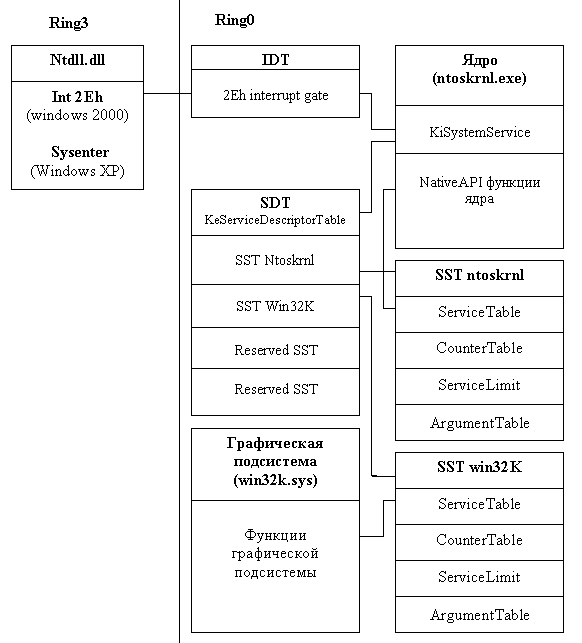 Ring3
Ring0
Ntdll.dll
Int 2Eh
(windows 2000)
Sysenter
(Windows XP)
IDT
2Eh interrupt gate
Ядро
(ntoskrnl.exe)
KiSystemService
NativeAPI функции
ядра
SDT
KeServiceDescriptorTable
SST Ntoskrnl
SST Win32K
Reserved SST
Reserved SST
SST ntoskrnl
ServiceTable
CounterTable
ServiceLimit
ArgumentTable
Графическая
подсистема
(win32k.sys)
Функции
графической
подсистемы
SST win32K
ServiceTable
CounterTable
ServiceLimit
ArgumentTable